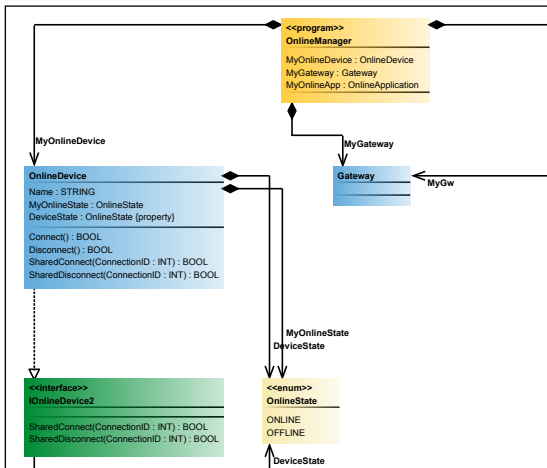 <<program>>
OnlineManager
MyOnlineDevice : OnlineDevice
MyGateway : Gateway
MyOnlineApp : OnlineApplication
MyOnlineDevice
MyGateway
OnlineDevice
Name : STRING
MyOnlineState : OnlineState
DeviceState : OnlineState {property}
Connect() : BOOL
Disconnect() : BOOL
SharedConnect(ConnectionID : INT) : BOOL
SharedDisconnect(ConnectionID : INT) : BOOL
Gateway
MyGw
MyOnlineState
DeviceState
<<interface>>
IOnlineDevice2
SharedConnect(ConnectionID : INT) : BOOL
SharedDisconnect(ConnectionID : INT) : BOOL
<<enum>>
OnlineState
ONLINE
OFFLINE
DeviceState